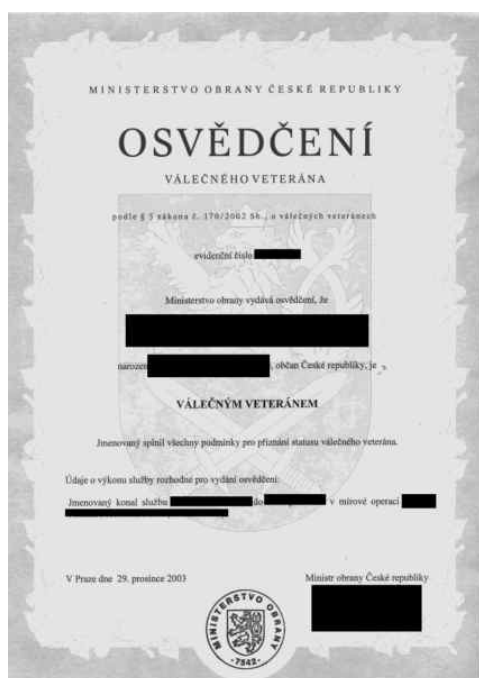 MINISTERSTVO OBRANY ČESKÉ REPUBLIKY
OSVĚDČENÍ
VÁLEČNÉHO VETERÁNA
podle § 5 zákona č. 170/2002 Sb., o válečných veteránech
evidenční číslo
Ministerstvo obrany vydává osvědčení, že
narozen , občan České republiky, je
VÁLEČNÝM VETERÁNEM
Jmenovaný splnil všechny podmínky pro přiznání statusu válečného veterána.
Údaje o výkonu služby rozhodné pro vydání osvědčení:
Jmenovaný konal službu do v mírové operaci
V Praze dne 29. prosince 2003 Ministr obrany České republiky
MINISTERSTVO OBRANY
-7542-